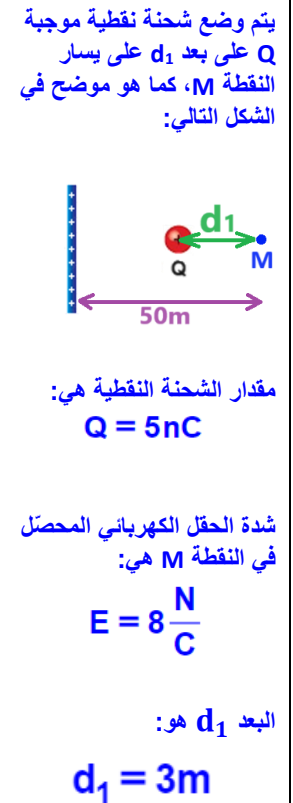 يتم وضع شحنة نقطية موجبة
Q على بعد d₁ على يسار
النقطة M، كما هو موضح في
الشكل التالي:
d1
Q
M
50m
مقدار الشحنة النقطية هي:
Q = 5nC
شدة الحقل الكهربائي المحصّل
في النقطة M هي:
E = 8 N/C
البعد d₁ هو:
d₁ = 3m